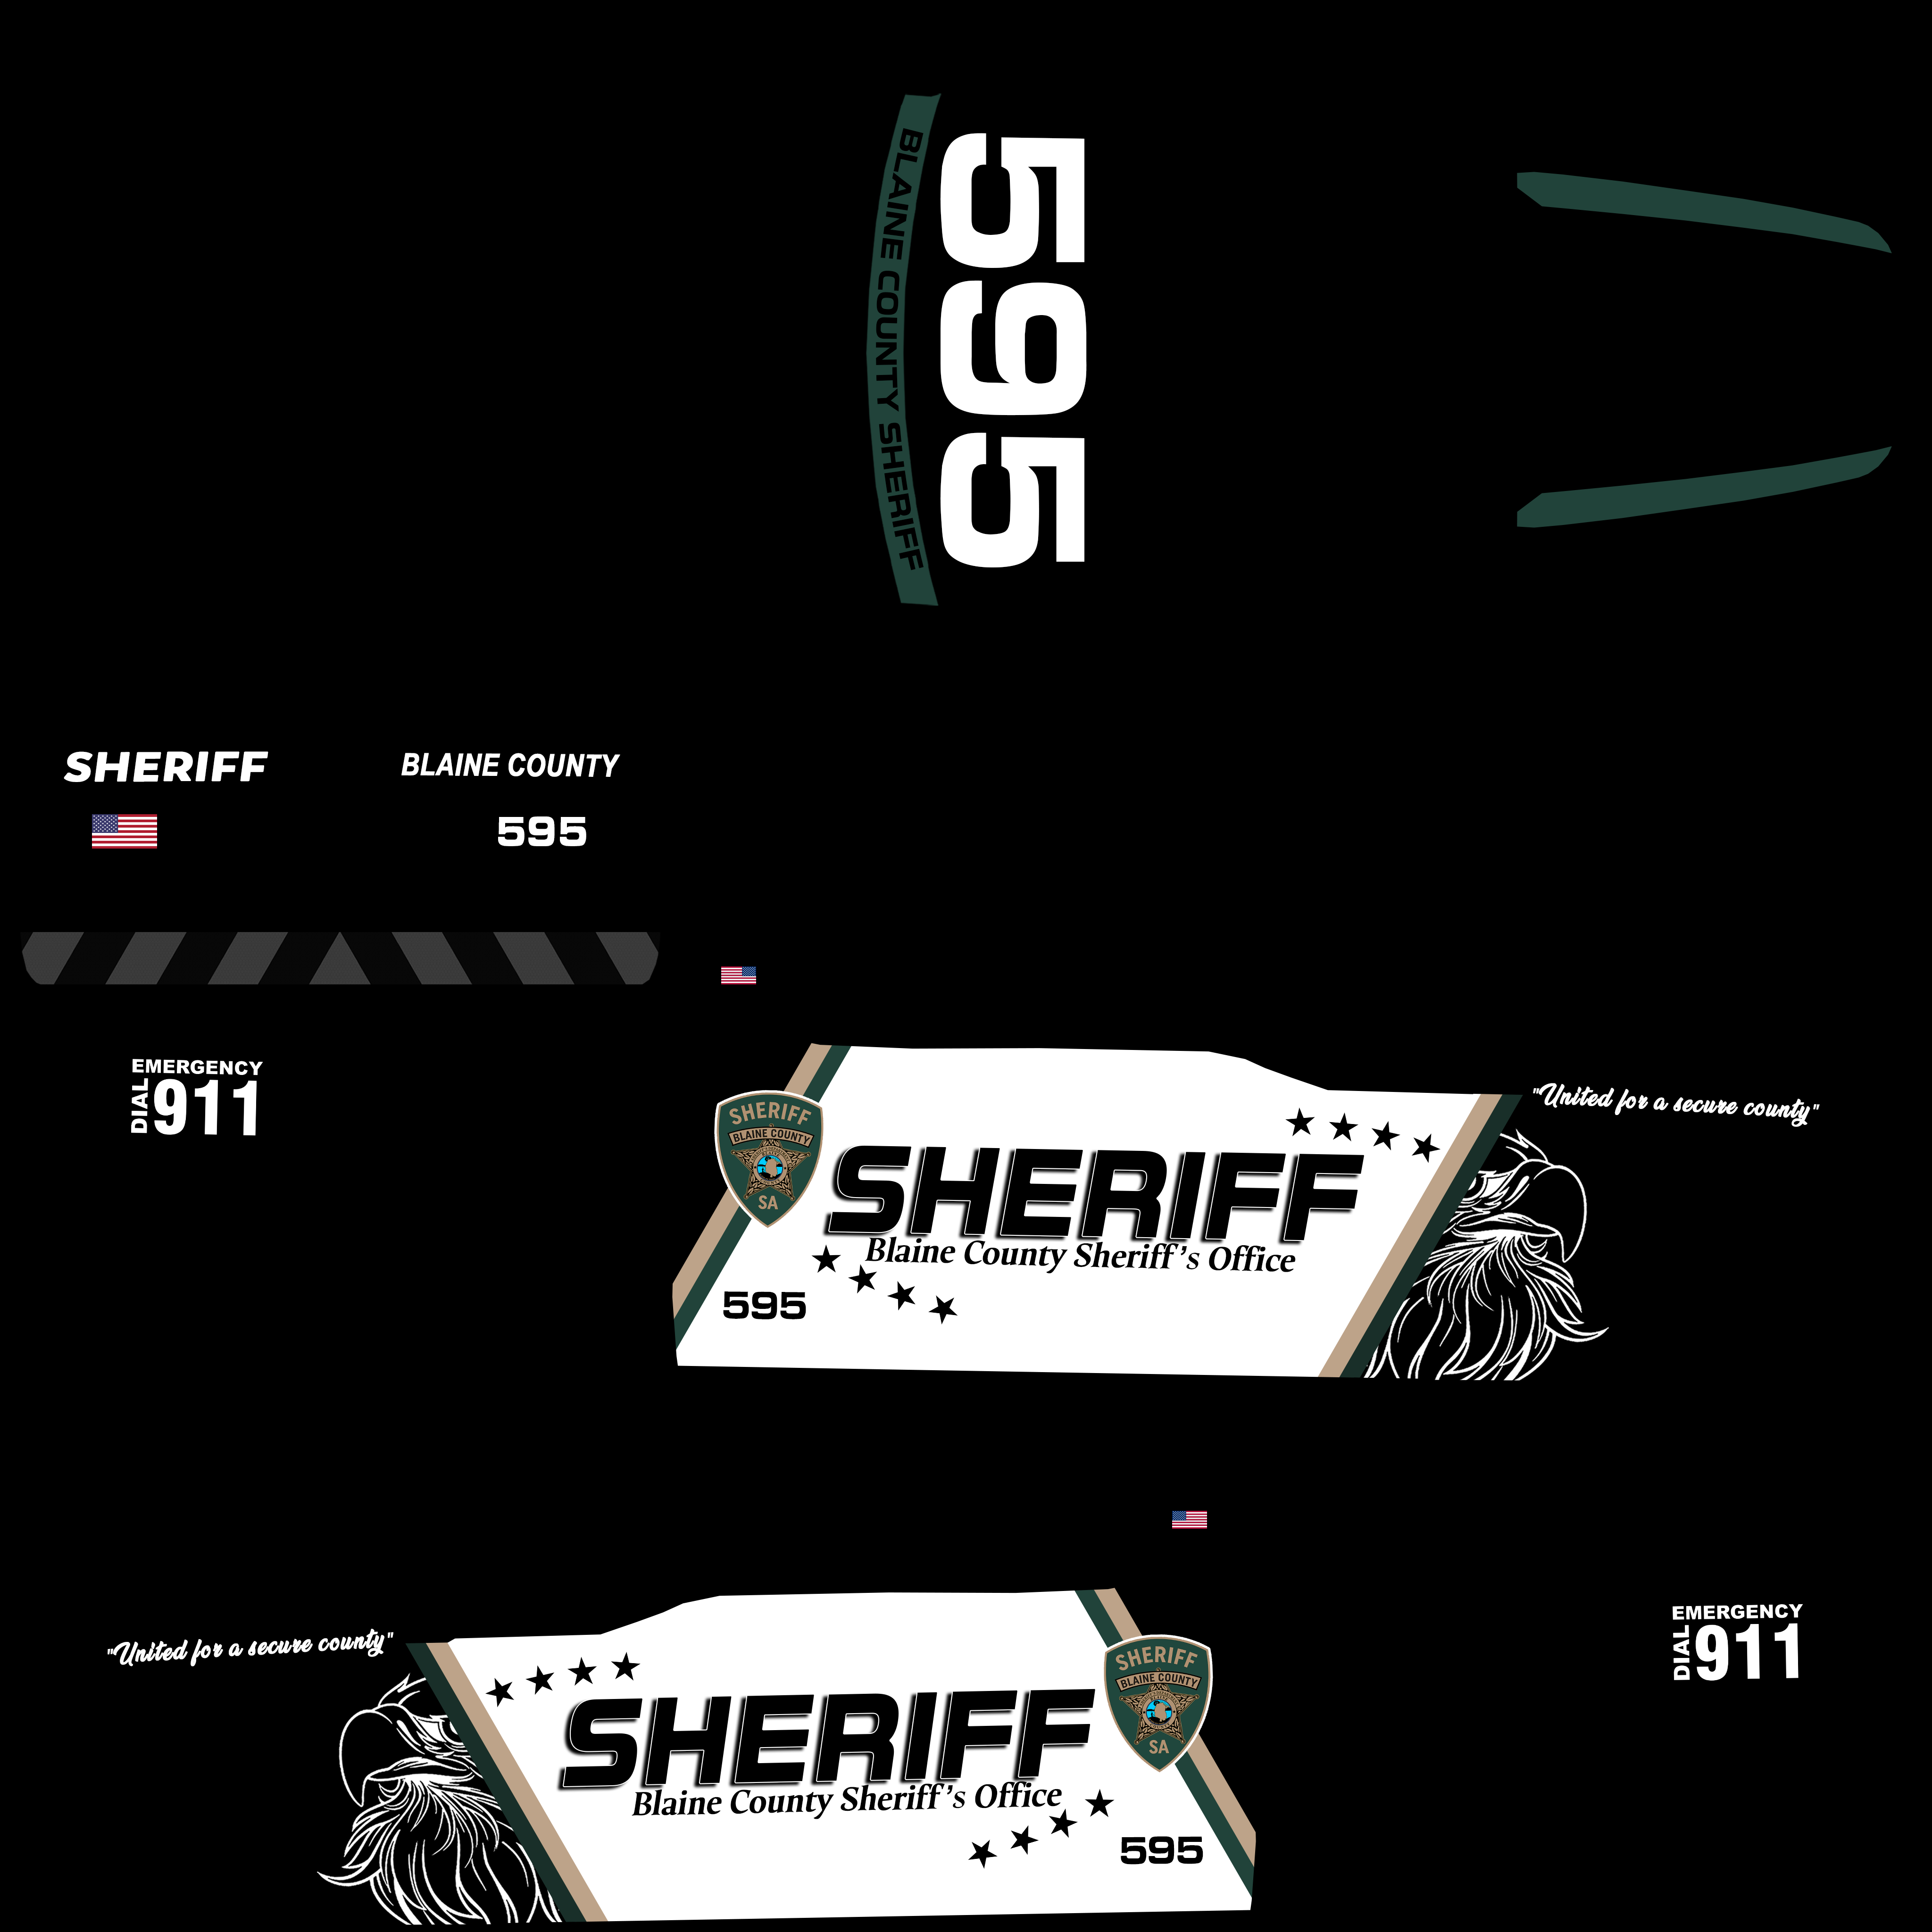 BLAINE COUNTY SHERIFF
595
SHERIFF
BLAINE COUNTY
595
EMERGENCY
DIAL 911
"United for a secure county"
SHERIFF
BLAINE COUNTY
SA
SHERIFF
Blaine County Sheriff's Office
595
"United for a secure county"
SHERIFF
Blaine County Sheriff's Office
SHERIFF
BLAINE COUNTY
SA
595
EMERGENCY
DIAL 911